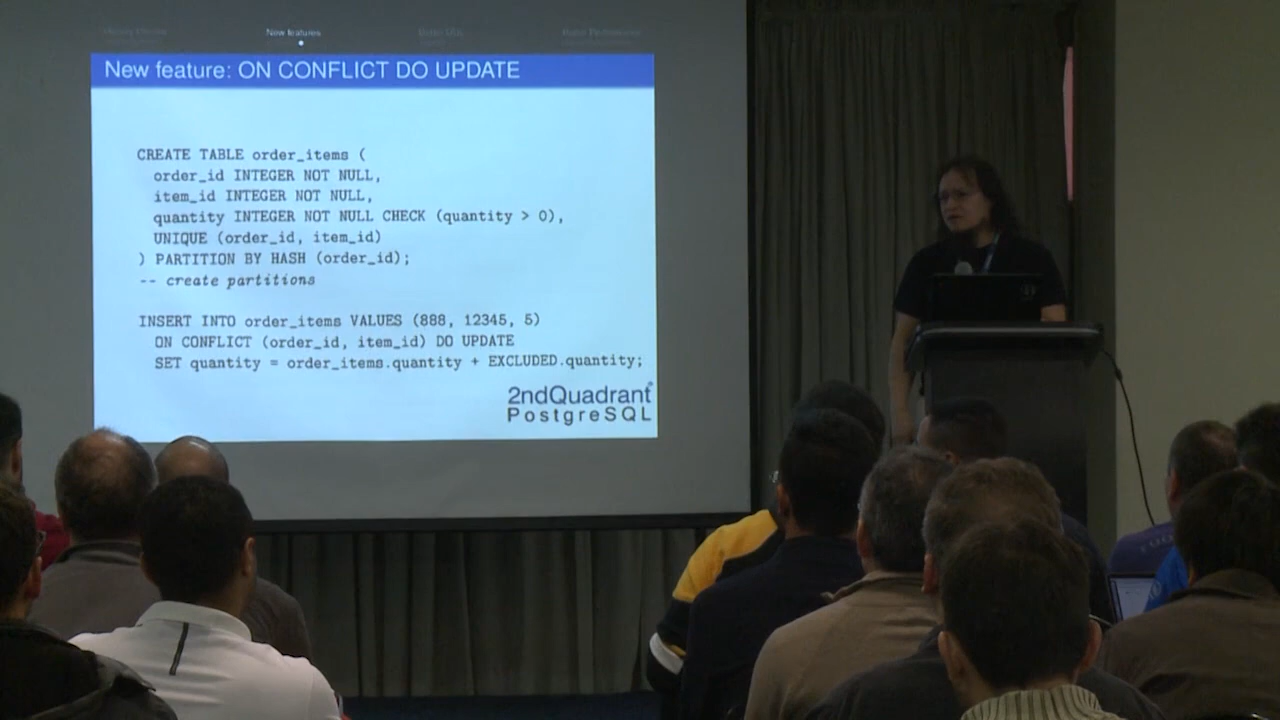 New features
New feature: ON CONFLICT DO UPDATE
CREATE TABLE order_items (
order_id INTEGER NOT NULL,
item_id INTEGER NOT NULL,
quantity INTEGER NOT NULL CHECK (quantity > 0),
UNIQUE (order_id, item_id)
) PARTITION BY HASH (order_id);
-- create partitions
INSERT INTO order_items VALUES (888, 12345, 5)
ON CONFLICT (order_id, item_id) DO UPDATE
SET quantity = order_items.quantity + EXCLUDED.quantity;
2ndQuadrant
PostgreSQL